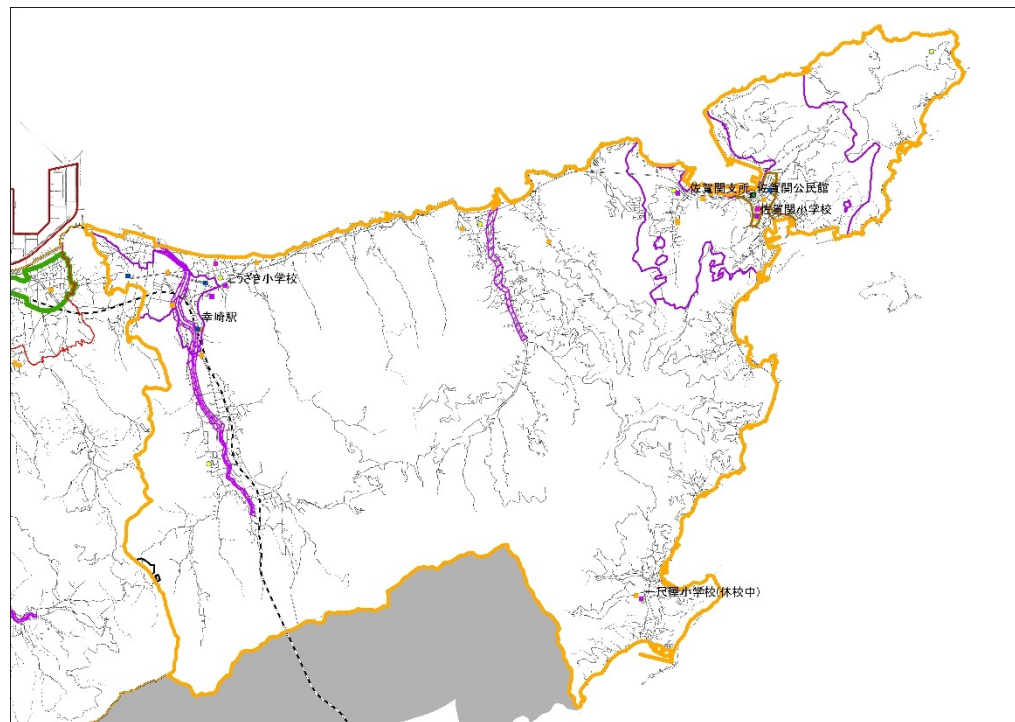 佐賀関支所 佐賀関公民館
佐賀関小学校
こうざき小学校
幸崎駅
一尺屋小学校(休校中)